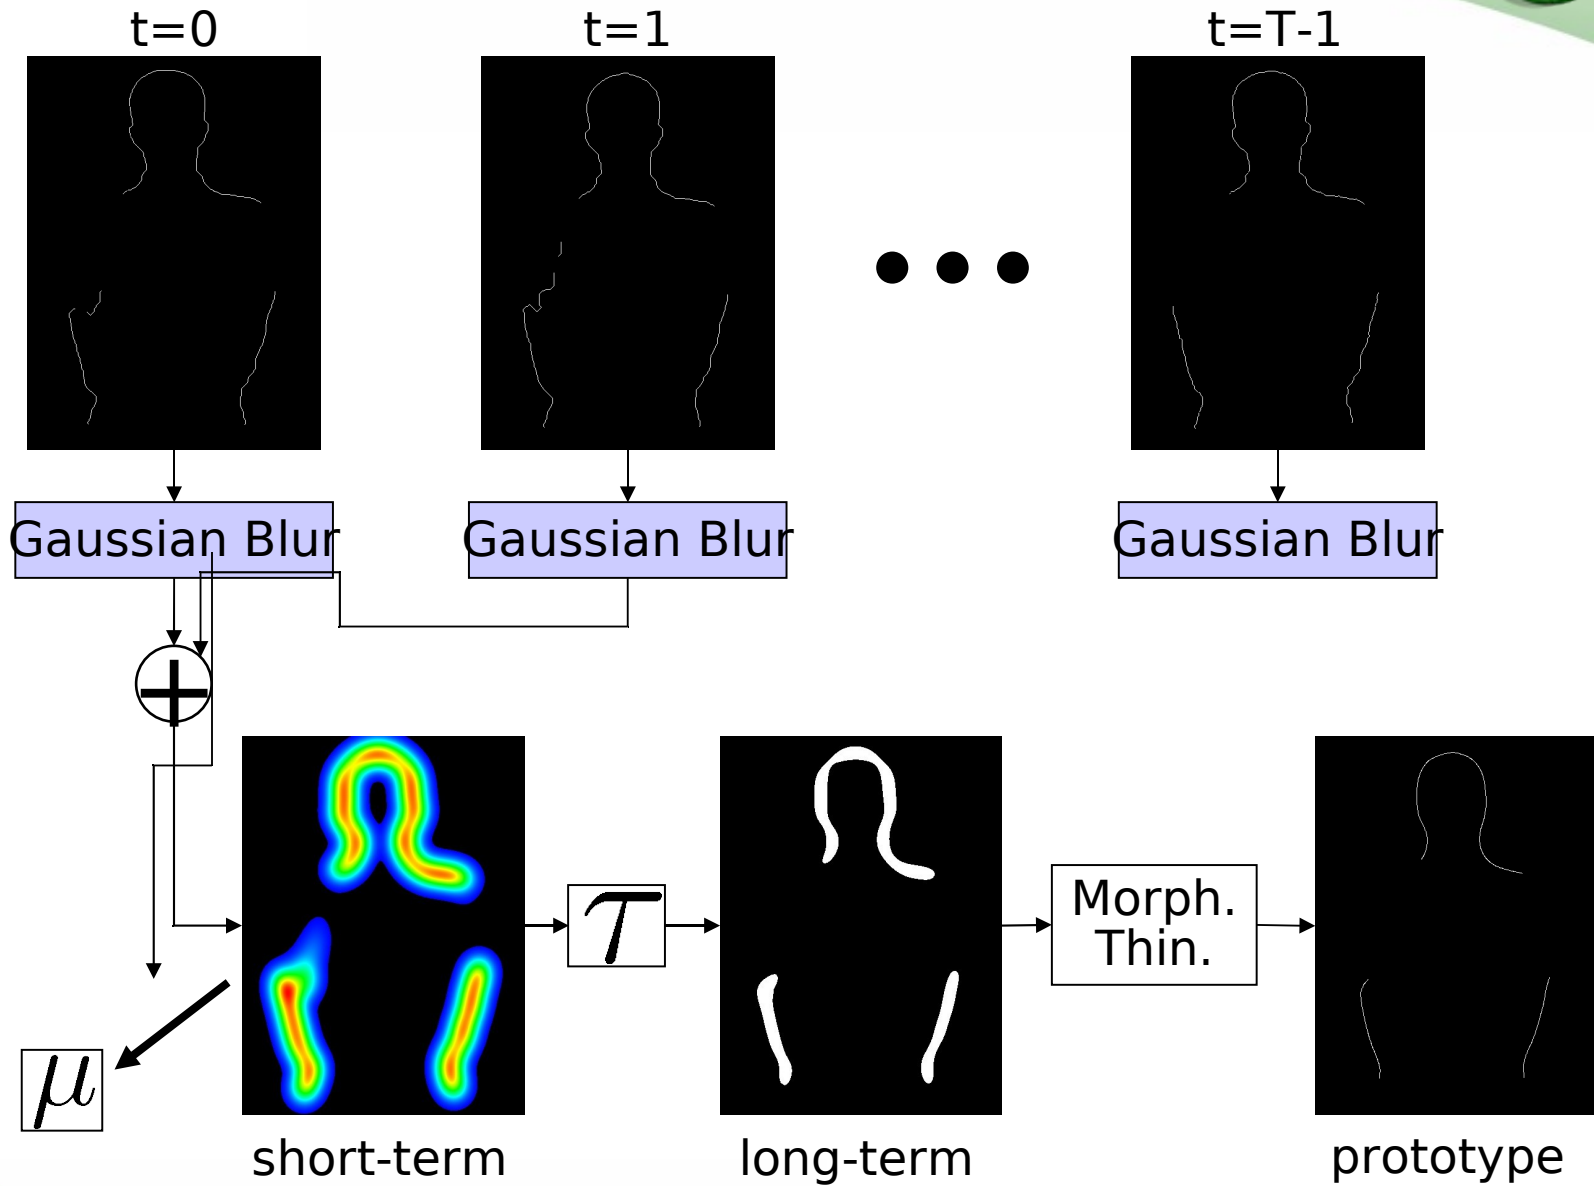 t=0
t=1
t=T-1
Gaussian Blur
Gaussian Blur
Gaussian Blur
+
τ
Morph.
Thin.
μ
short-term
long-term
prototype